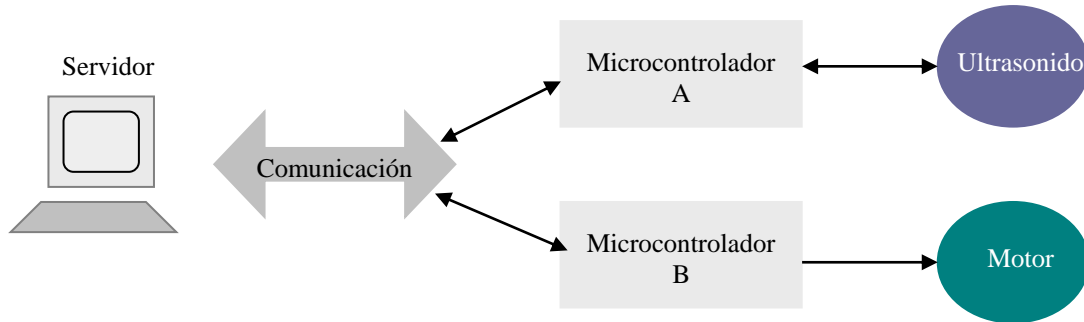 Servidor
Comunicación
Microcontrolador
A
Ultrasonido
Microcontrolador
B
Motor